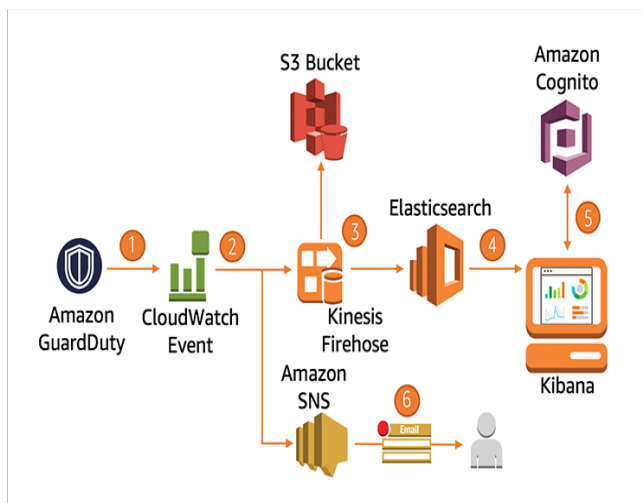 S3 Bucket
Amazon
Cognito
Elasticsearch
1
2
3
4
5
Amazon
GuardDuty
CloudWatch
Event
Kinesis
Firehose
Kibana
Amazon
SNS
6
Email